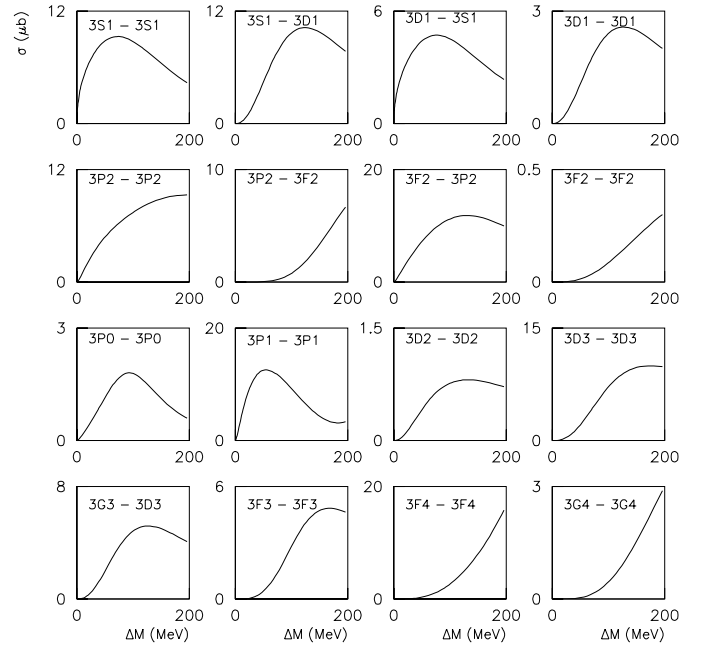 σ (μb)
12 12 6 3
3S1 – 3S1 3S1 – 3D1 3D1 – 3S1 3D1 – 3D1
0 0 0 0
0 200 0 200 0 200 0 200
12 10 20 0.5
3P2 – 3P2 3P2 – 3F2 3F2 – 3P2 3F2 – 3F2
0 0 0 0
0 200 0 200 0 200 0 200
3 20 1.5 15
3P0 – 3P0 3P1 – 3P1 3D2 – 3D2 3D3 – 3D3
0 0 0 0
0 200 0 200 0 200 0 200
8 6 20 3
3G3 – 3D3 3F3 – 3F3 3F4 – 3F4 3G4 – 3G4
0 0 0 0
0 200 0 200 0 200 0 200
ΔM (MeV) ΔM (MeV) ΔM (MeV) ΔM (MeV)